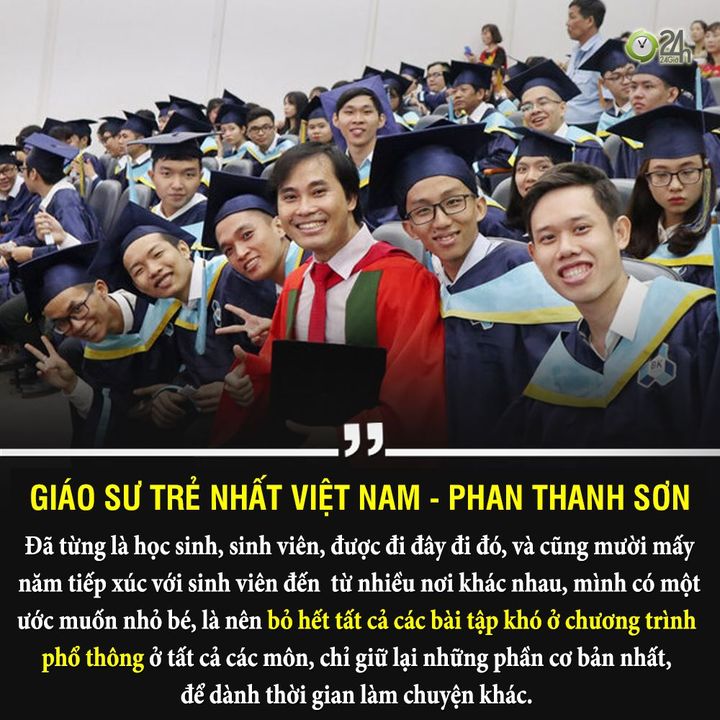 24h
BK
”
GIÁO SƯ TRẺ NHẤT VIỆT NAM - PHAN THANH SƠN
Đã từng là học sinh, sinh viên, được đi đây đi đó, và cũng mười mấy
năm tiếp xúc với sinh viên đến từ nhiều nơi khác nhau, mình có một
ước muốn nhỏ bé, là nên bỏ hết tất cả các bài tập khó ở chương trình
phổ thông ở tất cả các môn, chỉ giữ lại những phần cơ bản nhất,
để dành thời gian làm chuyện khác.